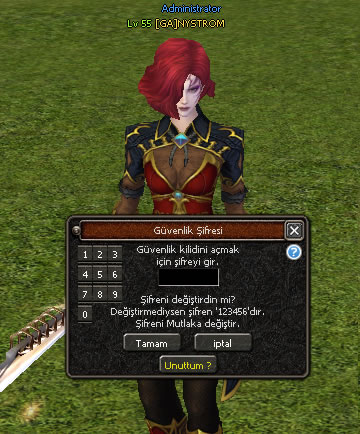 Administrator
Lv 55 [GA]NYSTROM
Güvenlik Şifresi
1 2 3
4 5 6
7 8 9
0
Güvenlik kilidini açmak
için şifreyi gir.
?
Şifreni değiştirdin mi?
Değiştirmediysen şifren '123456'dır.
Şifreni Mutlaka değiştir.
Tamam
iptal
Unuttum ?